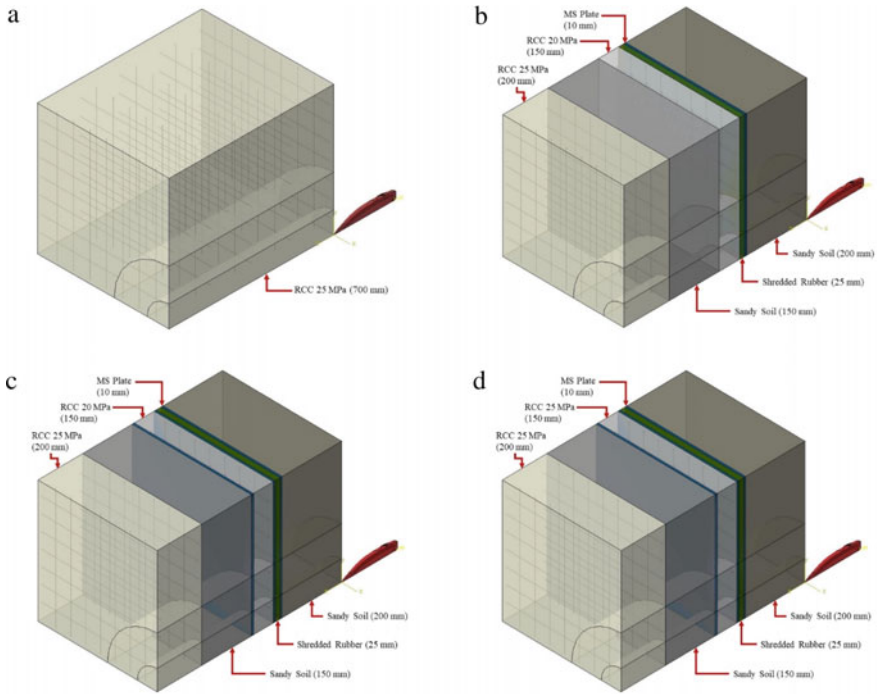 a
RCC 25 MPa (700 mm)
b
MS Plate
(10 mm)
RCC 20 MPa
(150 mm)
RCC 25 MPa
(200 mm)
Sandy Soil (200 mm)
Shredded Rubber (25 mm)
Sandy Soil (150 mm)
c
MS Plate
(10 mm)
RCC 20 MPa
(150 mm)
RCC 25 MPa
(200 mm)
Sandy Soil (200 mm)
Shredded Rubber (25 mm)
Sandy Soil (150 mm)
d
MS Plate
(10 mm)
RCC 25 MPa
(150 mm)
RCC 25 MPa
(200 mm)
Sandy Soil (200 mm)
Shredded Rubber (25 mm)
Sandy Soil (150 mm)